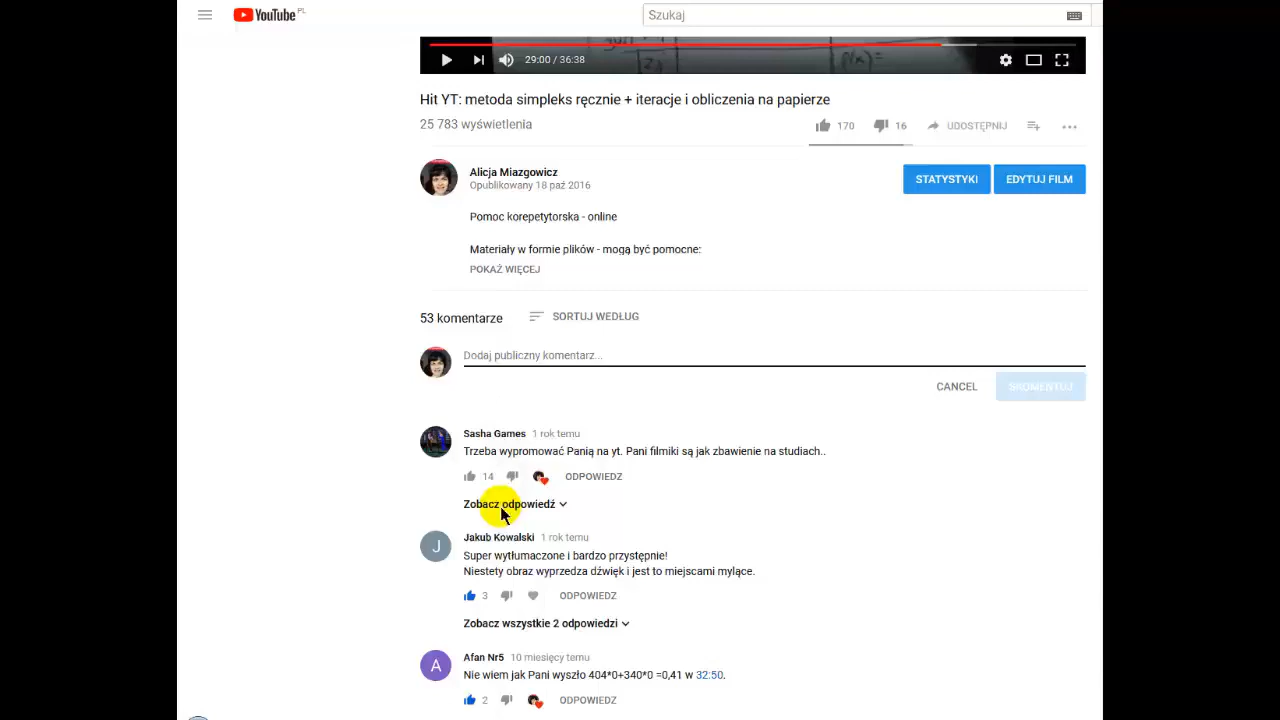 YouTube PL
Szukaj
29:00 / 36:38
Hit YT: metoda simpleks ręcznie + iteracje i obliczenia na papierze
25 783 wyświetlenia
170
16
UDOSTĘPNIJ
Alicja Miazgowicz
Opublikowany 18 paź 2016
STATYSTYKI
EDYTUJ FILM
Pomoc korepetytorska - online
Materiały w formie plików - mogą być pomocne:
POKAŻ WIĘCEJ
53 komentarze
SORTUJ WEDŁUG
Dodaj publiczny komentarz...
CANCEL
SKOMENTUJ
Sasha Games 1 rok temu
Trzeba wypromować Panią na yt. Pani filmiki są jak zbawienie na studiach..
14
ODPOWIEDZ
Zobacz odpowiedź
J
Jakub Kowalski 1 rok temu
Super wytłumaczone i bardzo przystępnie!
Niestety obraz wyprzedza dźwięk i jest to miejscami mylące.
3
ODPOWIEDZ
Zobacz wszystkie 2 odpowiedzi
A
Afan Nr5 10 miesięcy temu
Nie wiem jak Pani wyszło 404*0+340*0 =0,41 w 32:50.
2
ODPOWIEDZ